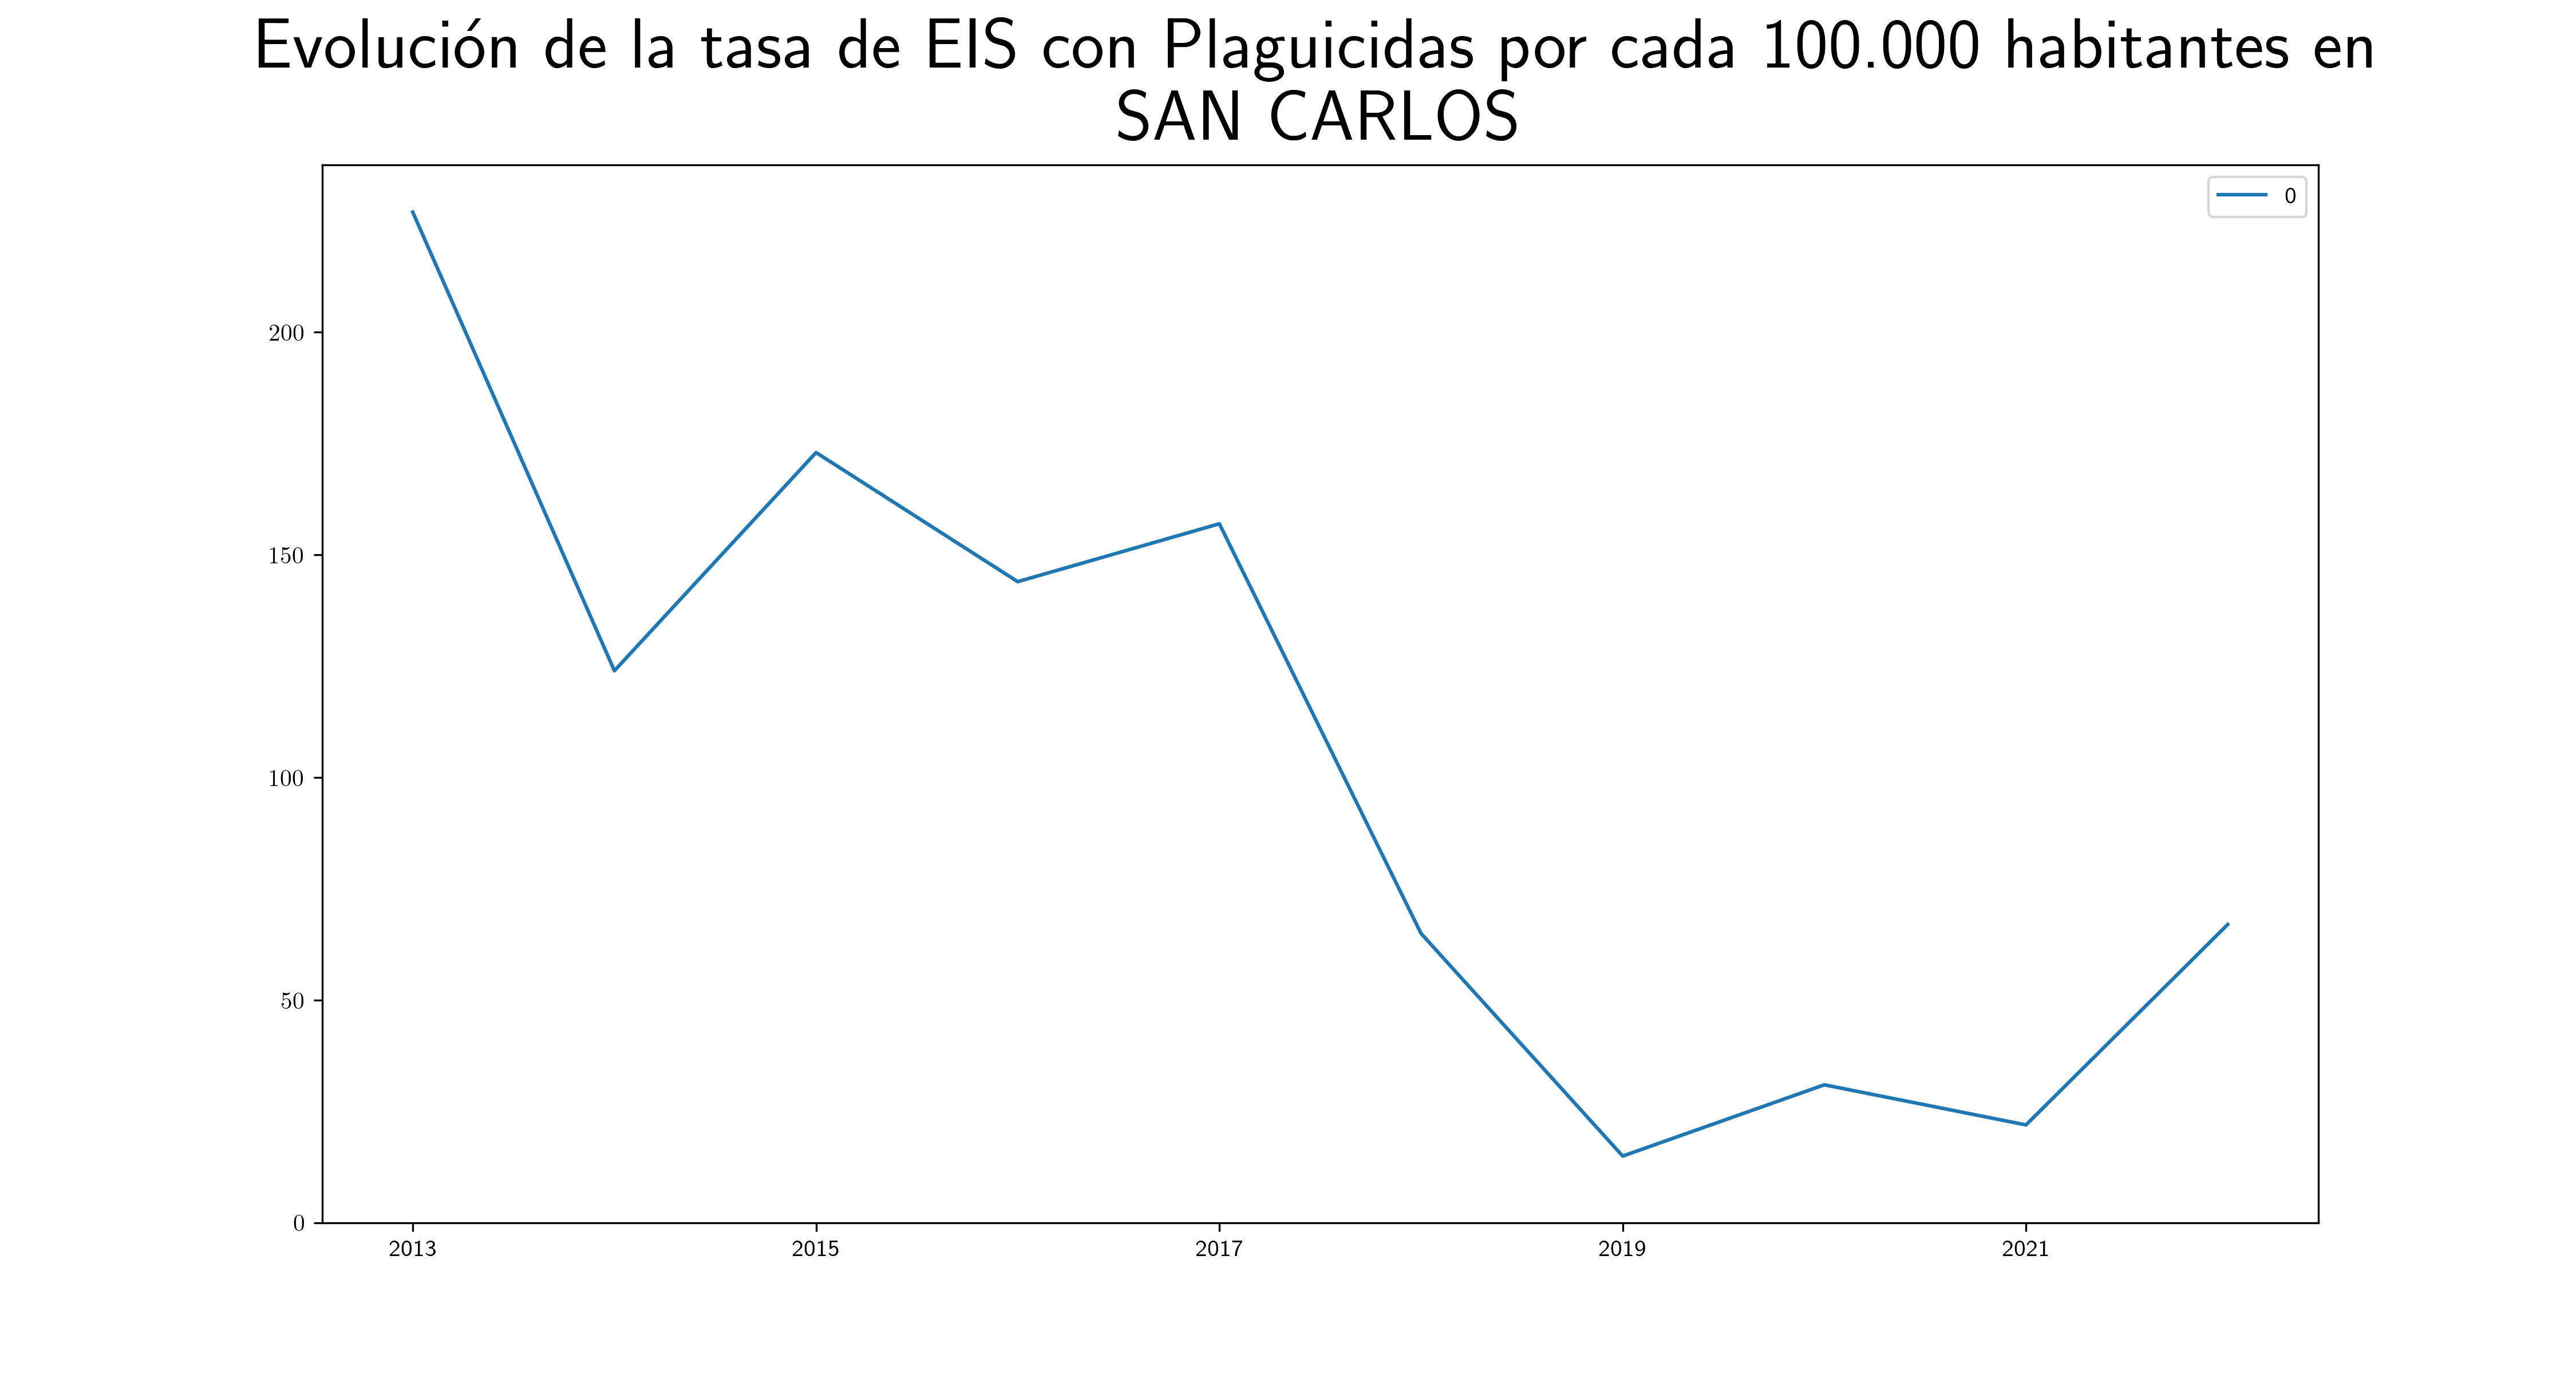 Evolución de la tasa de EIS con Plaguicidas por cada 100.000 habitantes en
SAN CARLOS
0
200
150
100
50
0
2013 2015 2017 2019 2021